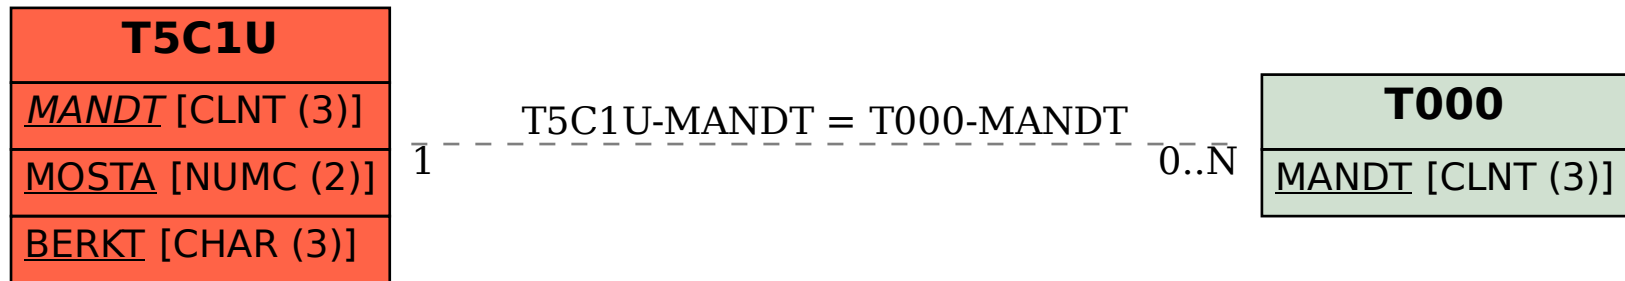 T5C1U
MANDT [CLNT (3)]
MOSTA [NUMC (2)]
BERKT [CHAR (3)]
T5C1U-MANDT = T000-MANDT
1
0..N
T000
MANDT [CLNT (3)]